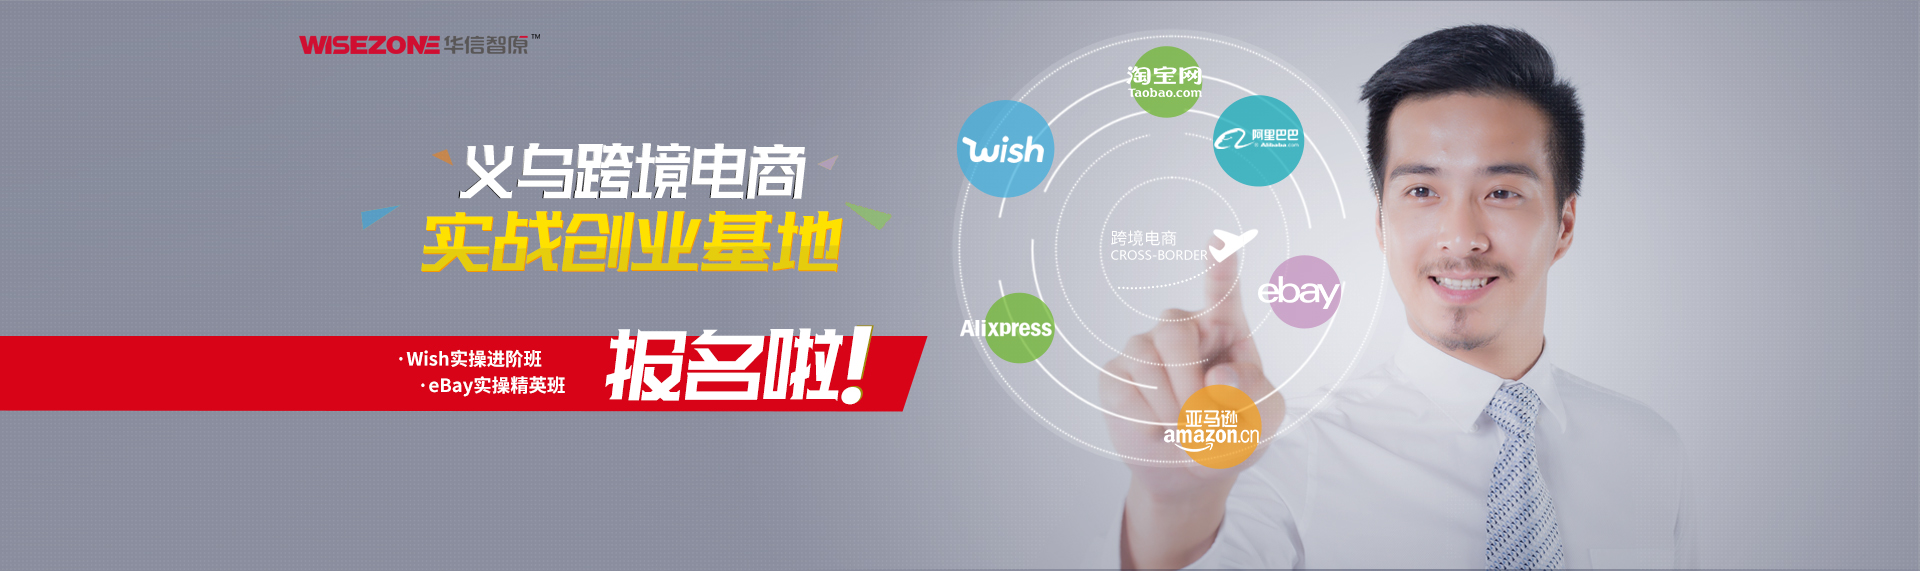 WISEZONE华信智原™
义乌跨境电商
实战创业基地
·Wish实操进阶班
·eBay实操精英班
报名啦!
淘宝网
Taobao.com
wish
阿里巴巴
Alibaba.com
跨境电商
CROSS-BORDER
ebay
Alixpress
亚马逊
amazon.cn